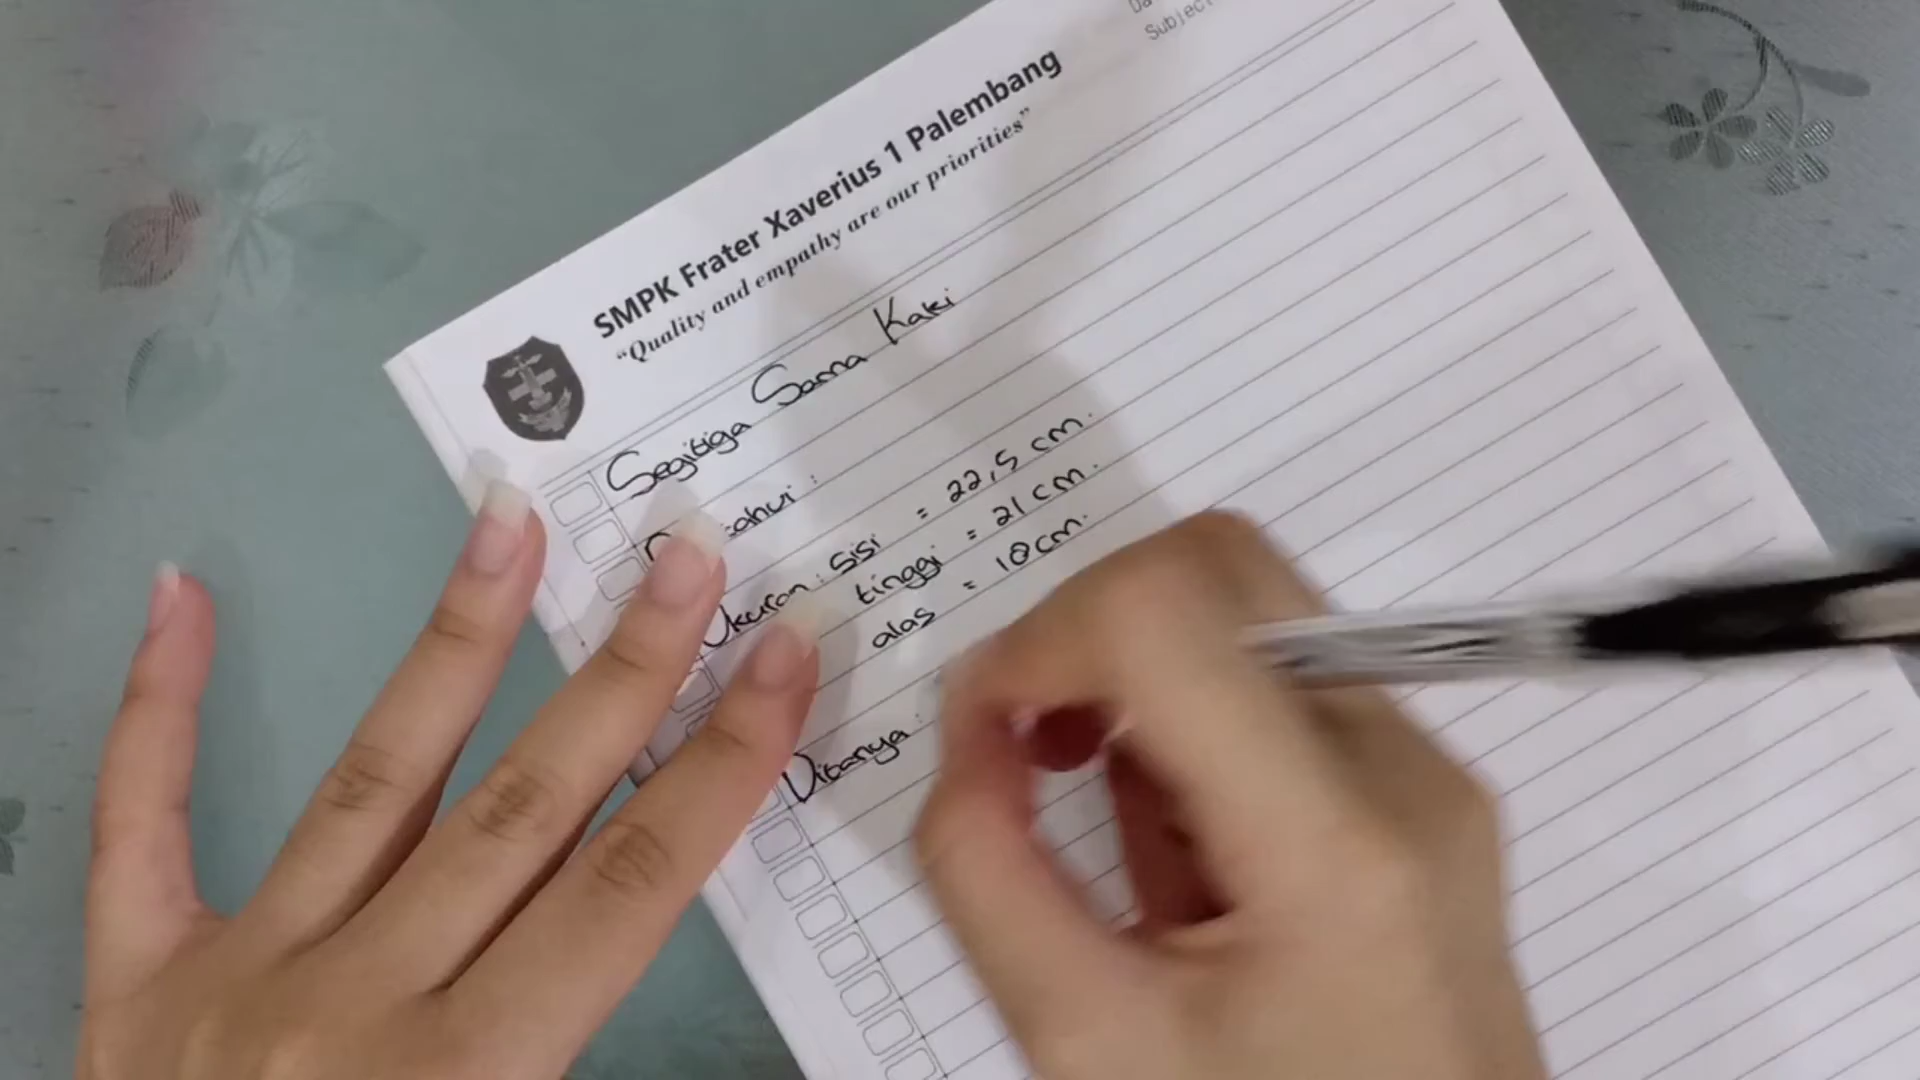 SMPK Frater Xaverius 1 Palembang
“Quality and empathy are our priorities”
Segitiga Sama Kaki
Ukuran : sisi = 22,5 cm.
tinggi = 21 cm.
alas = 18 cm.
Ditanya :